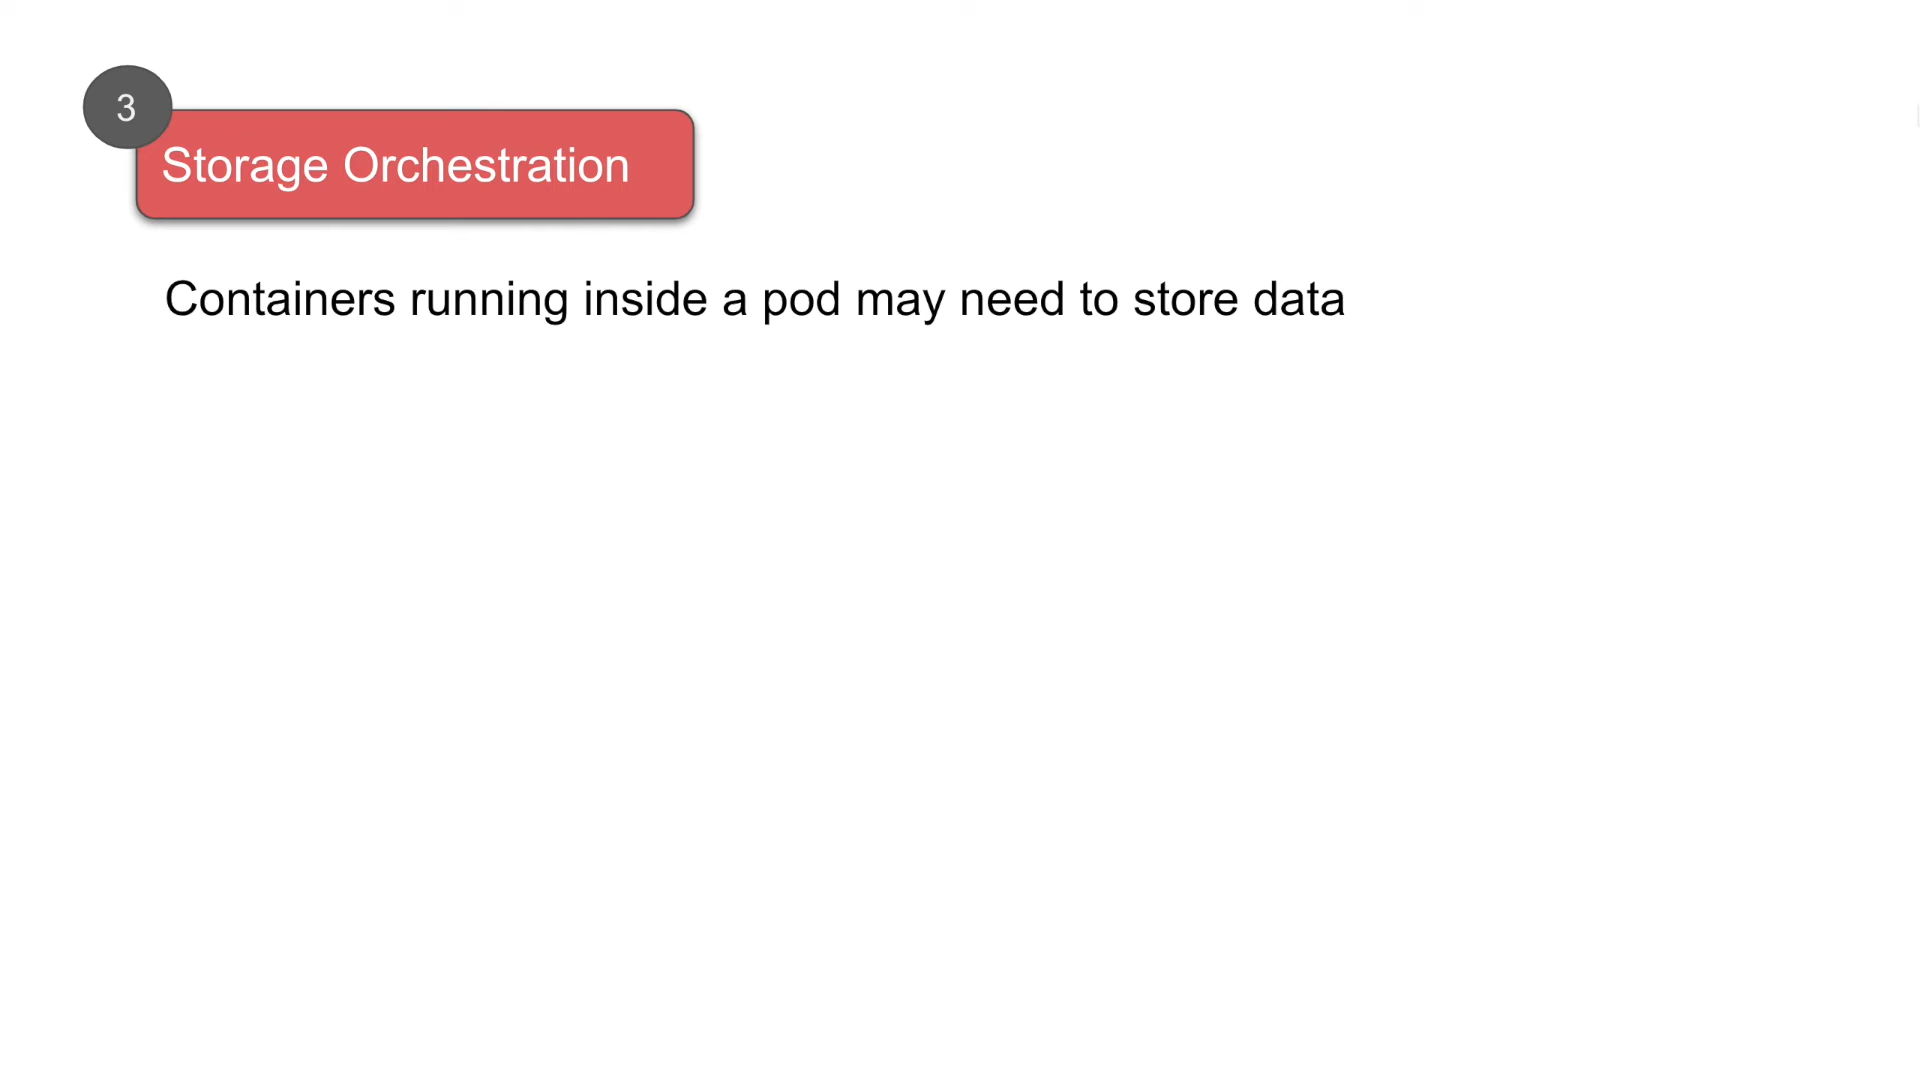 3
Storage Orchestration
Containers running inside a pod may need to store data